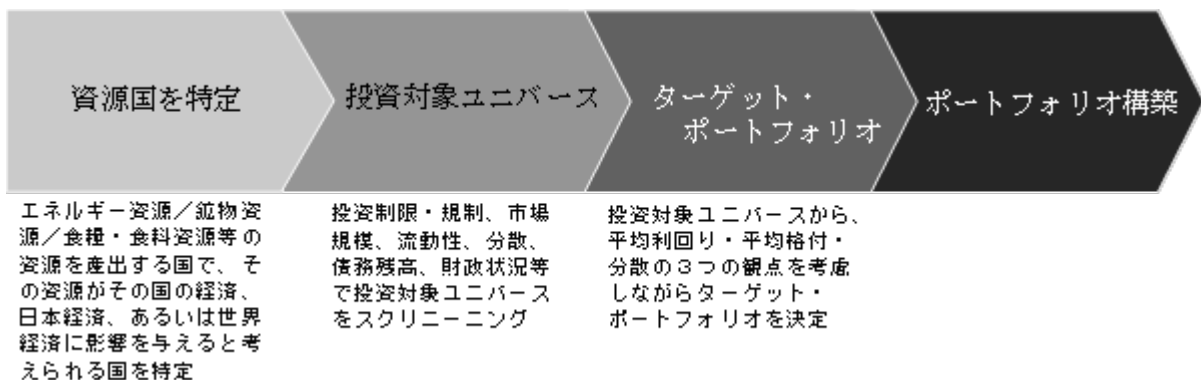 資源国を特定
投資対象ユニバース
ターゲット・
ポートフォリオ
ポートフォリオ構築
エネルギー資源／鉱物資
源／食糧・食料資源等の
資源を産出する国で、そ
の資源がその国の経済、
日本経済、あるいは世界
経済に影響を与えると考
えられる国を特定
投資制限・規制、市場
規模、流動性、分散、
債務残高、財政状況等
で投資対象ユニバース
をスクリーニング
投資対象ユニバースから、
平均利回り・平均格付・
分散の３つの観点を考慮
しながらターゲット・
ポートフォリオを決定